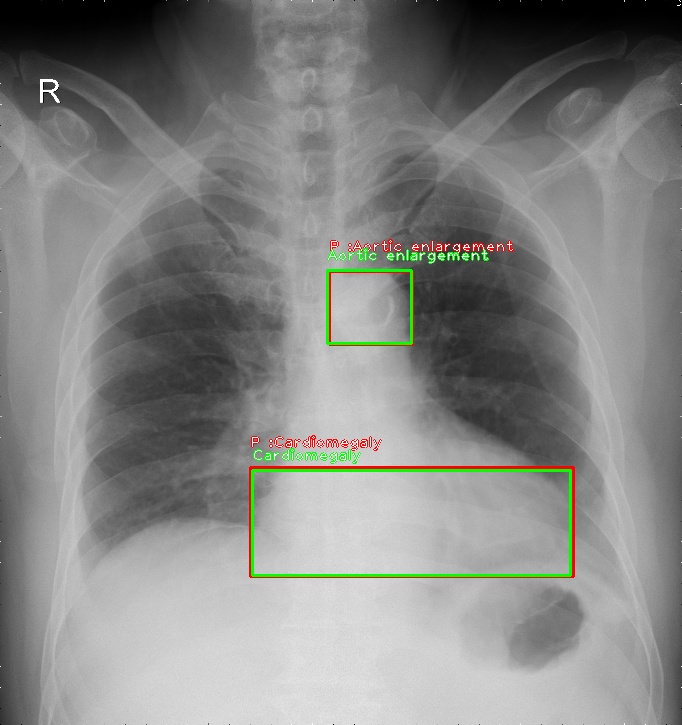 R
P :Aortic enlargement
Aortic enlargement
P :Cardiomegaly
Cardiomegaly